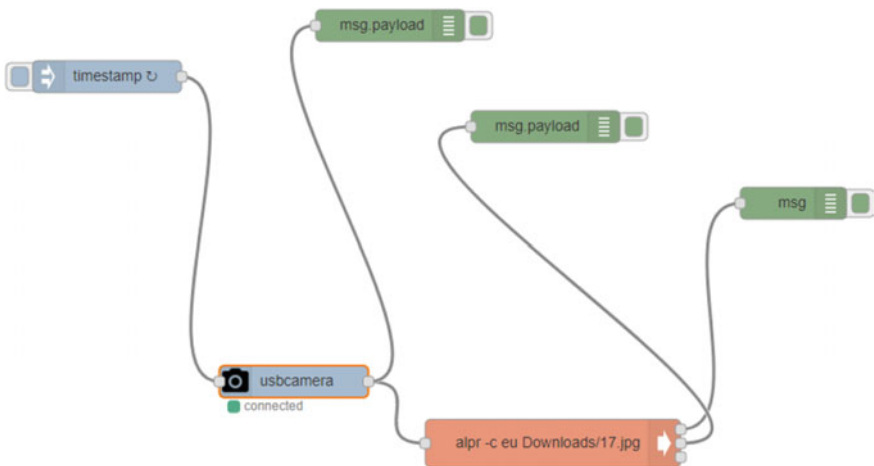 msg.payload
timestamp ↻
msg.payload
msg
usbcamera
connected
alpr -c eu Downloads/17.jpg